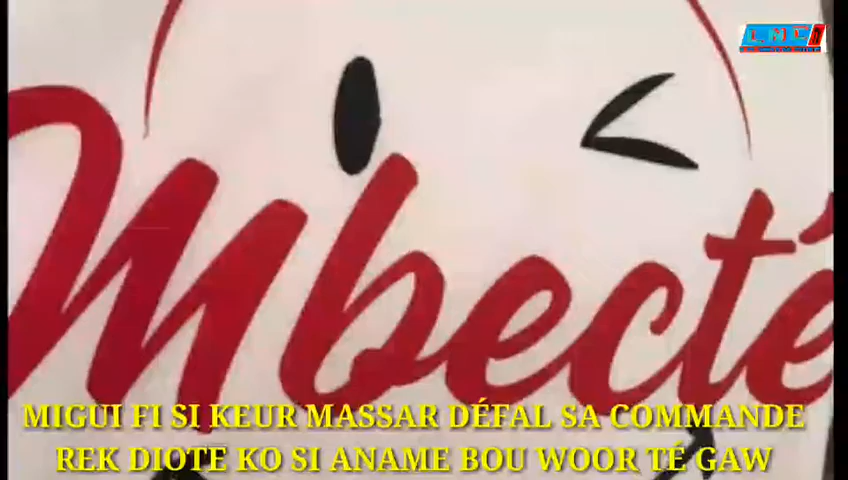 Mbecté
MIGUI FI SI KEUR MASSAR DÉFAL SA COMMANDE
REK DIOTE KO SI ANAME BOU WOOR TÉ GAW